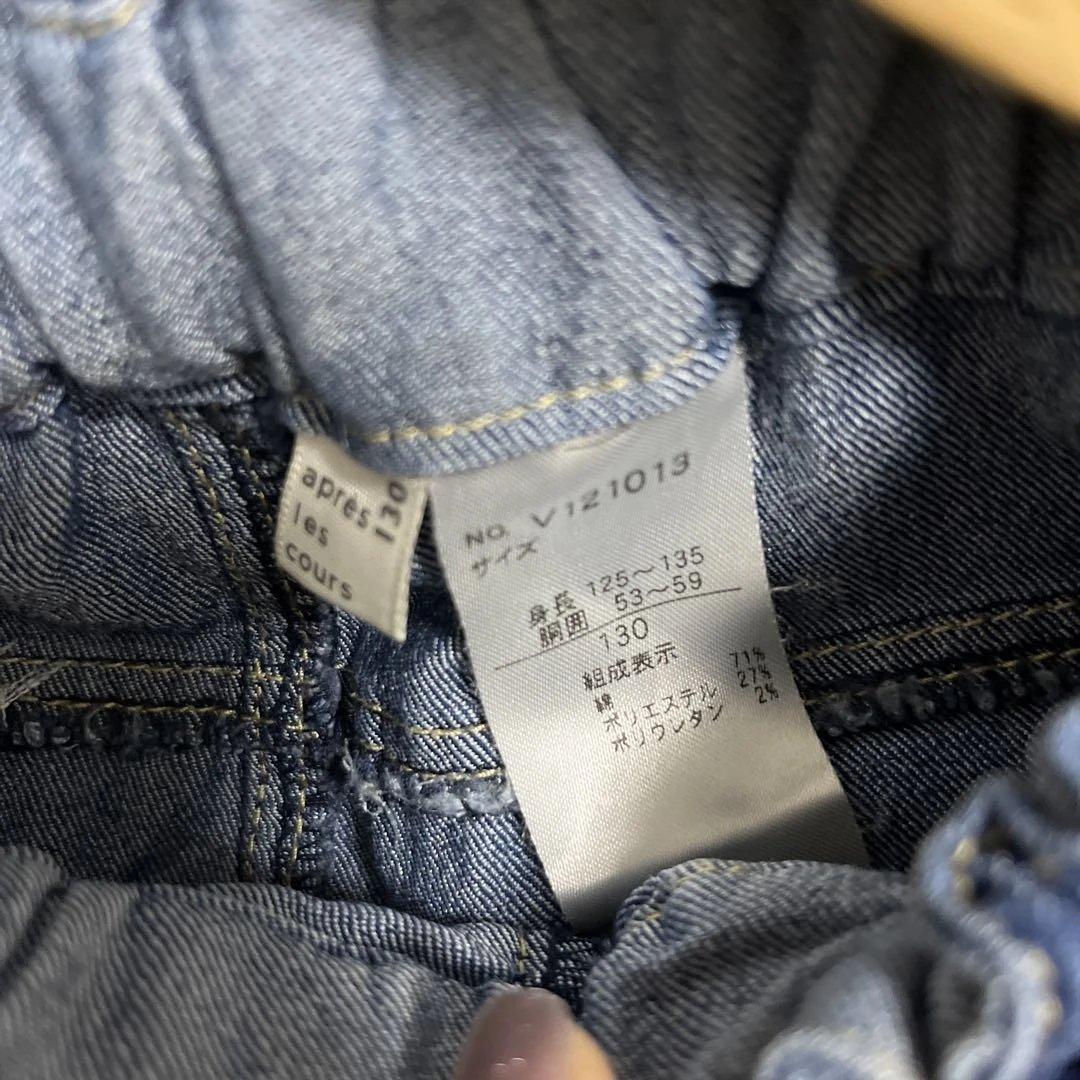 après
les
cours
130
NO. V121013
サイズ
身長 125～135
胴囲 53～59
130
組成表示
綿 71%
ポリエステル 27%
ポリウレタン 2%